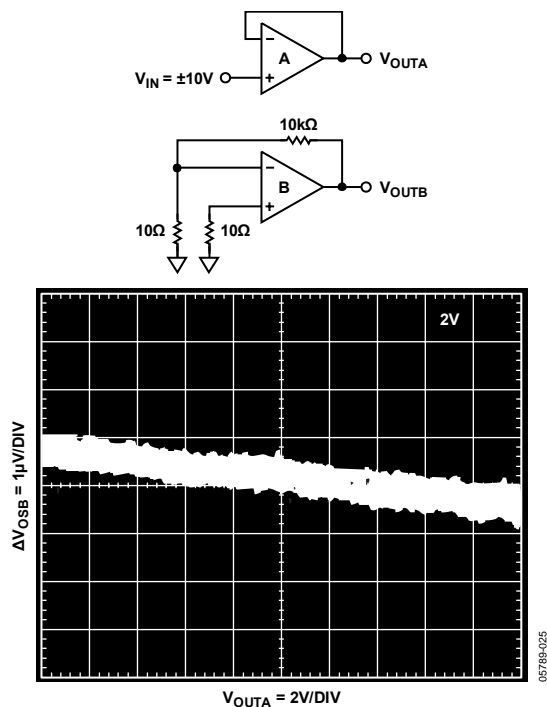 A
V_OUTA
V_IN = ±10V
10kΩ
B
V_OUTB
10Ω
10Ω
2V
ΔV_OSB = 1µV/DIV
V_OUTA = 2V/DIV
05789-025